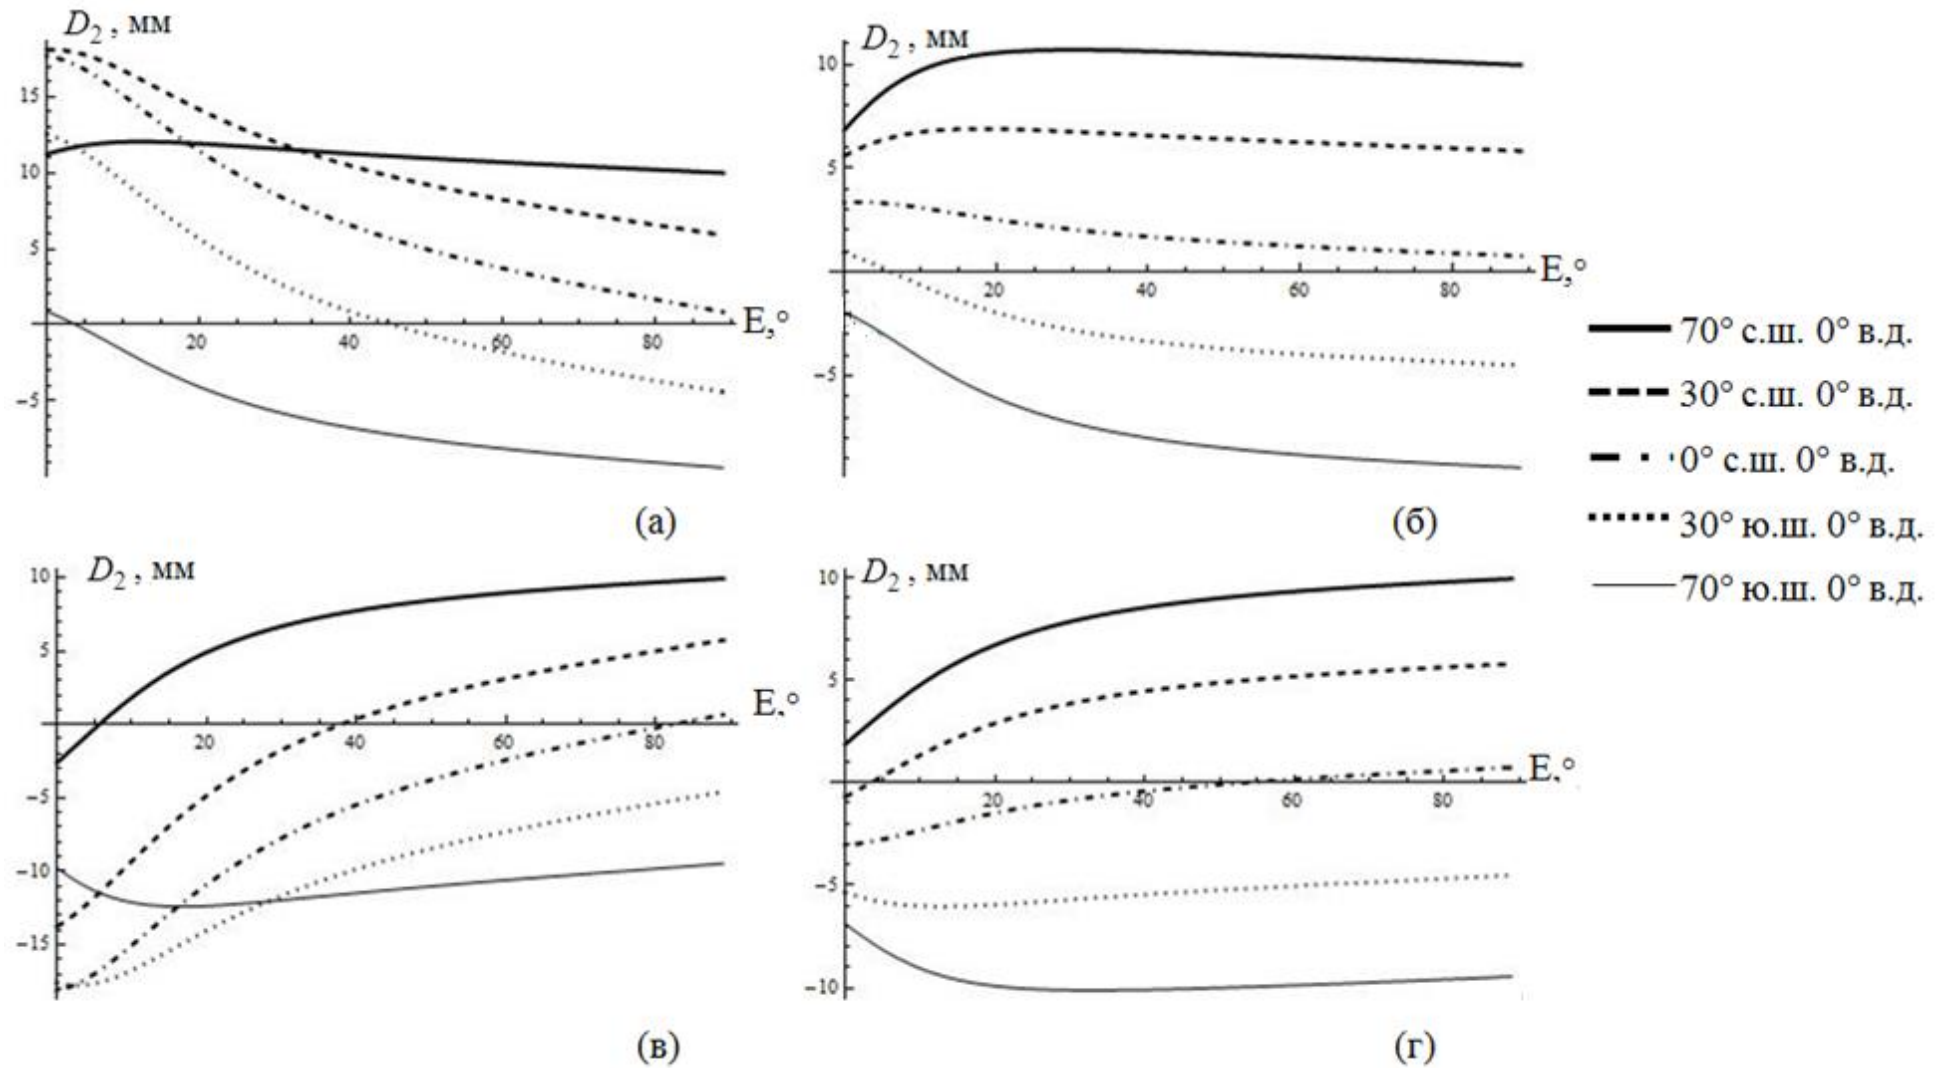 D2 , мм
15
10
5
-5
20
40
60
80
E,°
(а)
D2 , мм
10
5
-5
20
40
60
80
E,°
(б)
70° с.ш. 0° в.д.
30° с.ш. 0° в.д.
0° с.ш. 0° в.д.
30° ю.ш. 0° в.д.
70° ю.ш. 0° в.д.
D2 , мм
10
5
-5
-10
-15
20
40
60
80
E,°
(в)
D2 , мм
10
5
-5
-10
20
40
60
80
E,°
(г)